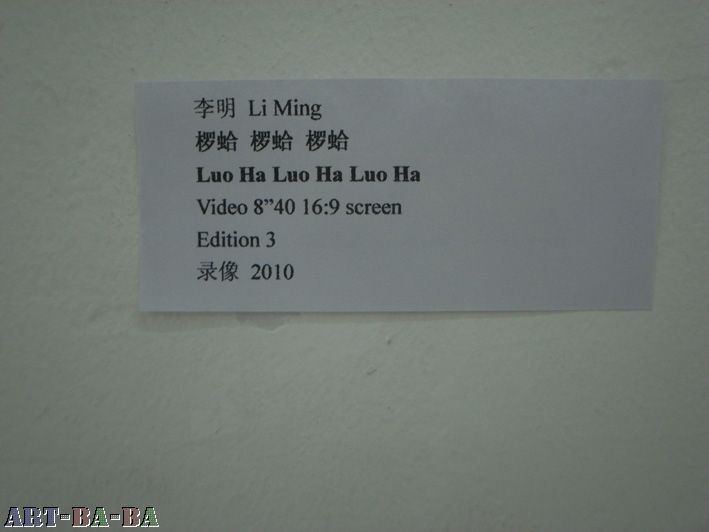 李明 Li Ming
椤蛤 椤蛤 椤蛤
Luo Ha Luo Ha Luo Ha
Video 8”40 16:9 screen
Edition 3
录像 2010
ART-BA-BA